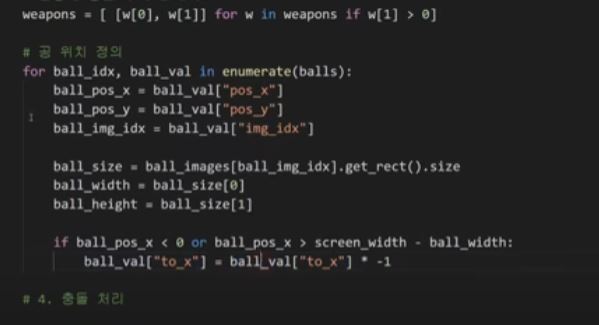 weapons = [ [w[0], w[1]] for w in weapons if w[1] > 0]
# 공 위치 정의
for ball_idx, ball_val in enumerate(balls):
ball_pos_x = ball_val["pos_x"]
ball_pos_y = ball_val["pos_y"]
ball_img_idx = ball_val["img_idx"]
ball_size = ball_images[ball_img_idx].get_rect().size
ball_width = ball_size[0]
ball_height = ball_size[1]
if ball_pos_x < 0 or ball_pos_x > screen_width - ball_width:
ball_val["to_x"] = ball_val["to_x"] * -1
# 4. 충돌 처리